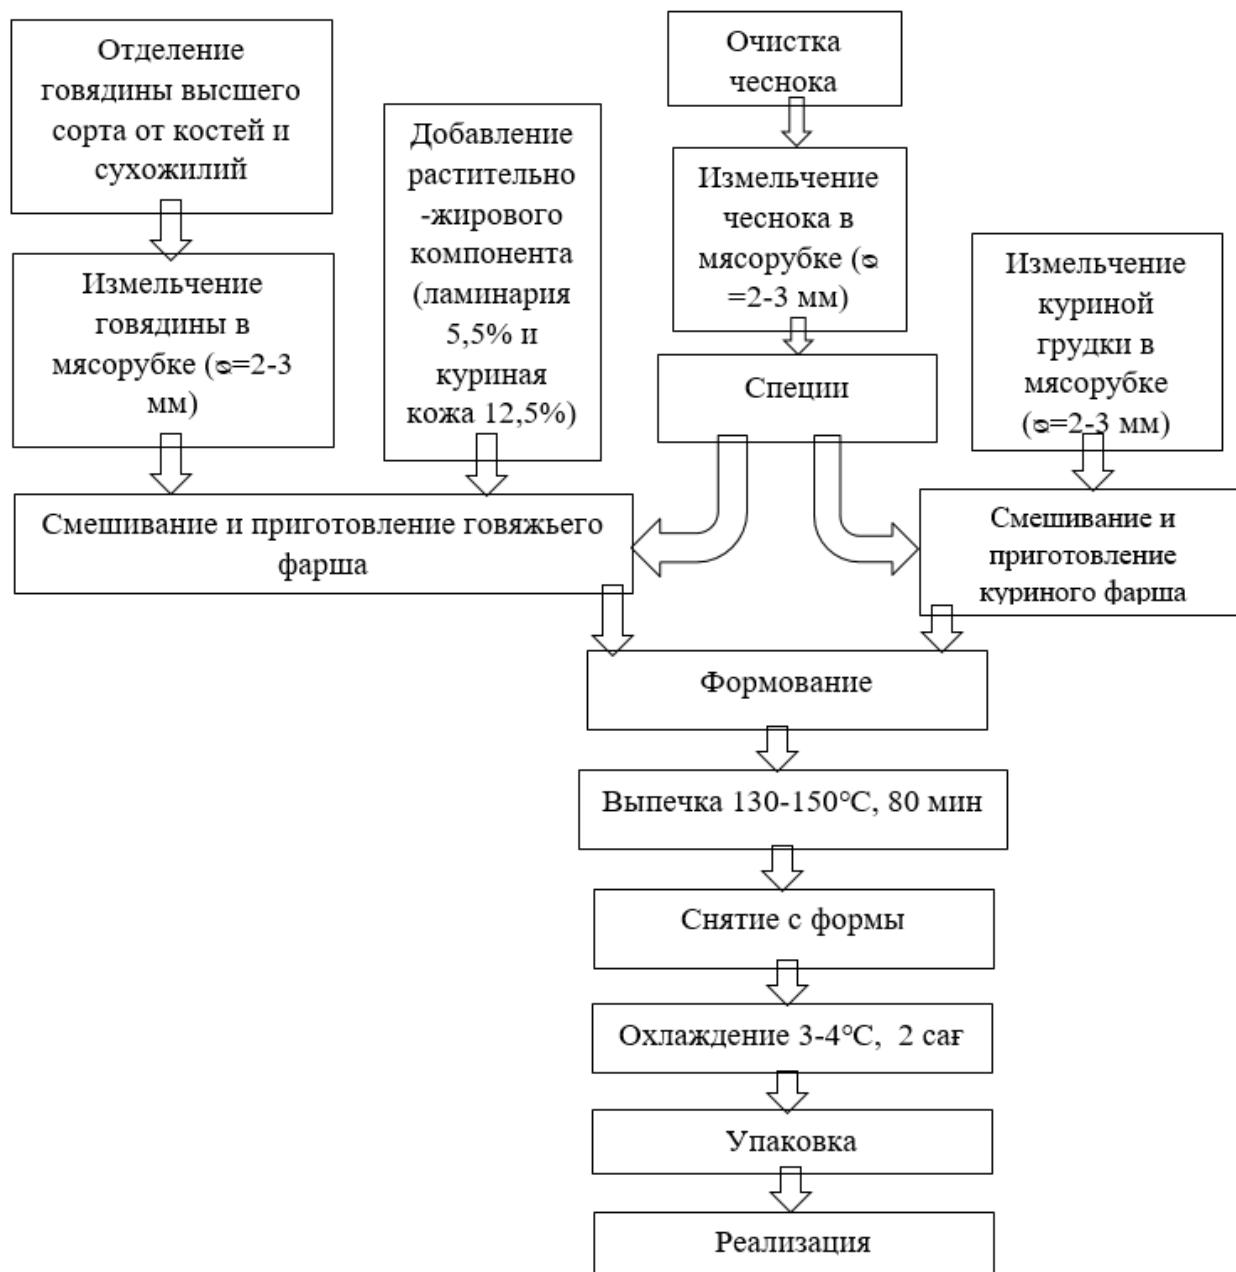 Отделение
говядины высшего
сорта от костей и
сухожилий
Измельчение
говядины в
мясорубке (ᴓ=2-3
мм)
Добавление
растительно
-жирового
компонента
(ламинария
5,5% и
куриная
кожа 12,5%)
Очистка
чеснока
Измельчение
чеснока в
мясорубке (ᴓ
=2-3 мм)
Специи
Измельчение
куриной
грудки в
мясорубке
(ᴓ=2-3 мм)
Смешивание и приготовление говяжьего
фарша
Смешивание и
приготовление
куриного фарша
Формование
Выпечка 130-150°С, 80 мин
Снятие с формы
Охлаждение 3-4°С, 2 сағ
Упаковка
Реализация